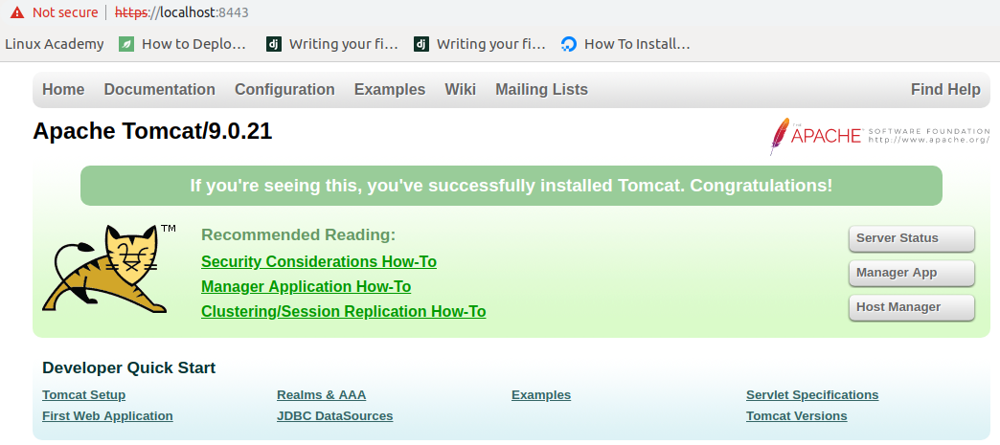 Not secure | https://localhost:8443
Linux Academy How to Deplo... dj Writing your fi... dj Writing your fi... How To Install...
Home Documentation Configuration Examples Wiki Mailing Lists Find Help
Apache Tomcat/9.0.21
THE APACHE® SOFTWARE FOUNDATION
http://www.apache.org/
If you're seeing this, you've successfully installed Tomcat. Congratulations!
TM
Recommended Reading:
Security Considerations How-To
Manager Application How-To
Clustering/Session Replication How-To
Server Status
Manager App
Host Manager
Developer Quick Start
Tomcat Setup Realms & AAA Examples Servlet Specifications
First Web Application JDBC DataSources Tomcat Versions